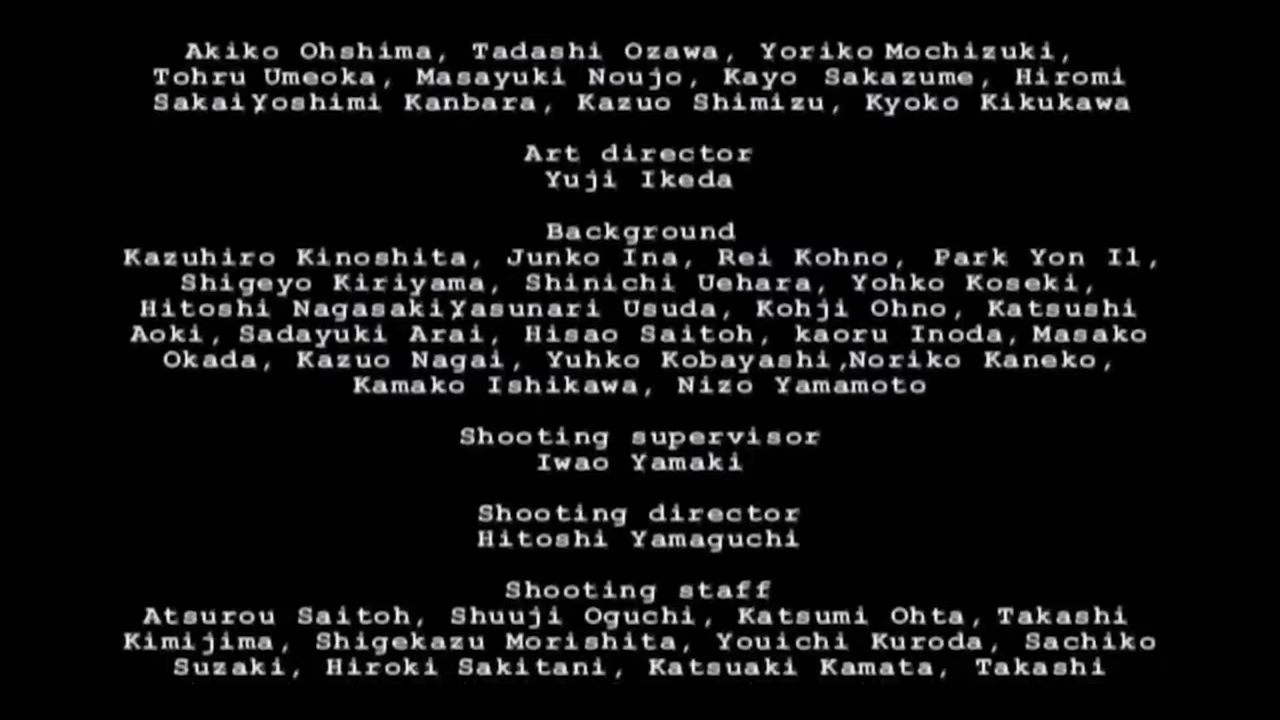 Akiko Ohshima, Tadashi Ozawa, Yoriko Mochizuki,
Tohru Umeoka, Masayuki Noujo, Kayo Sakazume, Hiromi
Sakai,Yoshimi Kanbara, Kazuo Shimizu, Kyoko Kikukawa
Art director
Yuji Ikeda
Background
Kazuhiro Kinoshita, Junko Ina, Rei Kohno, Park Yon Il,
Shigeyo Kiriyama, Shinichi Uehara, Yohko Koseki,
Hitoshi Nagasaki,Yasunari Usuda, Kohji Ohno, Katsushi
Aoki, Sadayuki Arai, Hisao Saitoh, kaoru Inoda, Masako
Okada, Kazuo Nagai, Yuhko Kobayashi,Noriko Kaneko,
Kamako Ishikawa, Nizo Yamamoto
Shooting supervisor
Iwao Yamaki
Shooting director
Hitoshi Yamaguchi
Shooting staff
Atsurou Saitoh, Shuuji Oguchi, Katsumi Ohta, Takashi
Kimijima, Shigekazu Morishita, Youichi Kuroda, Sachiko
Suzaki, Hiroki Sakitani, Katsuaki Kamata, Takashi